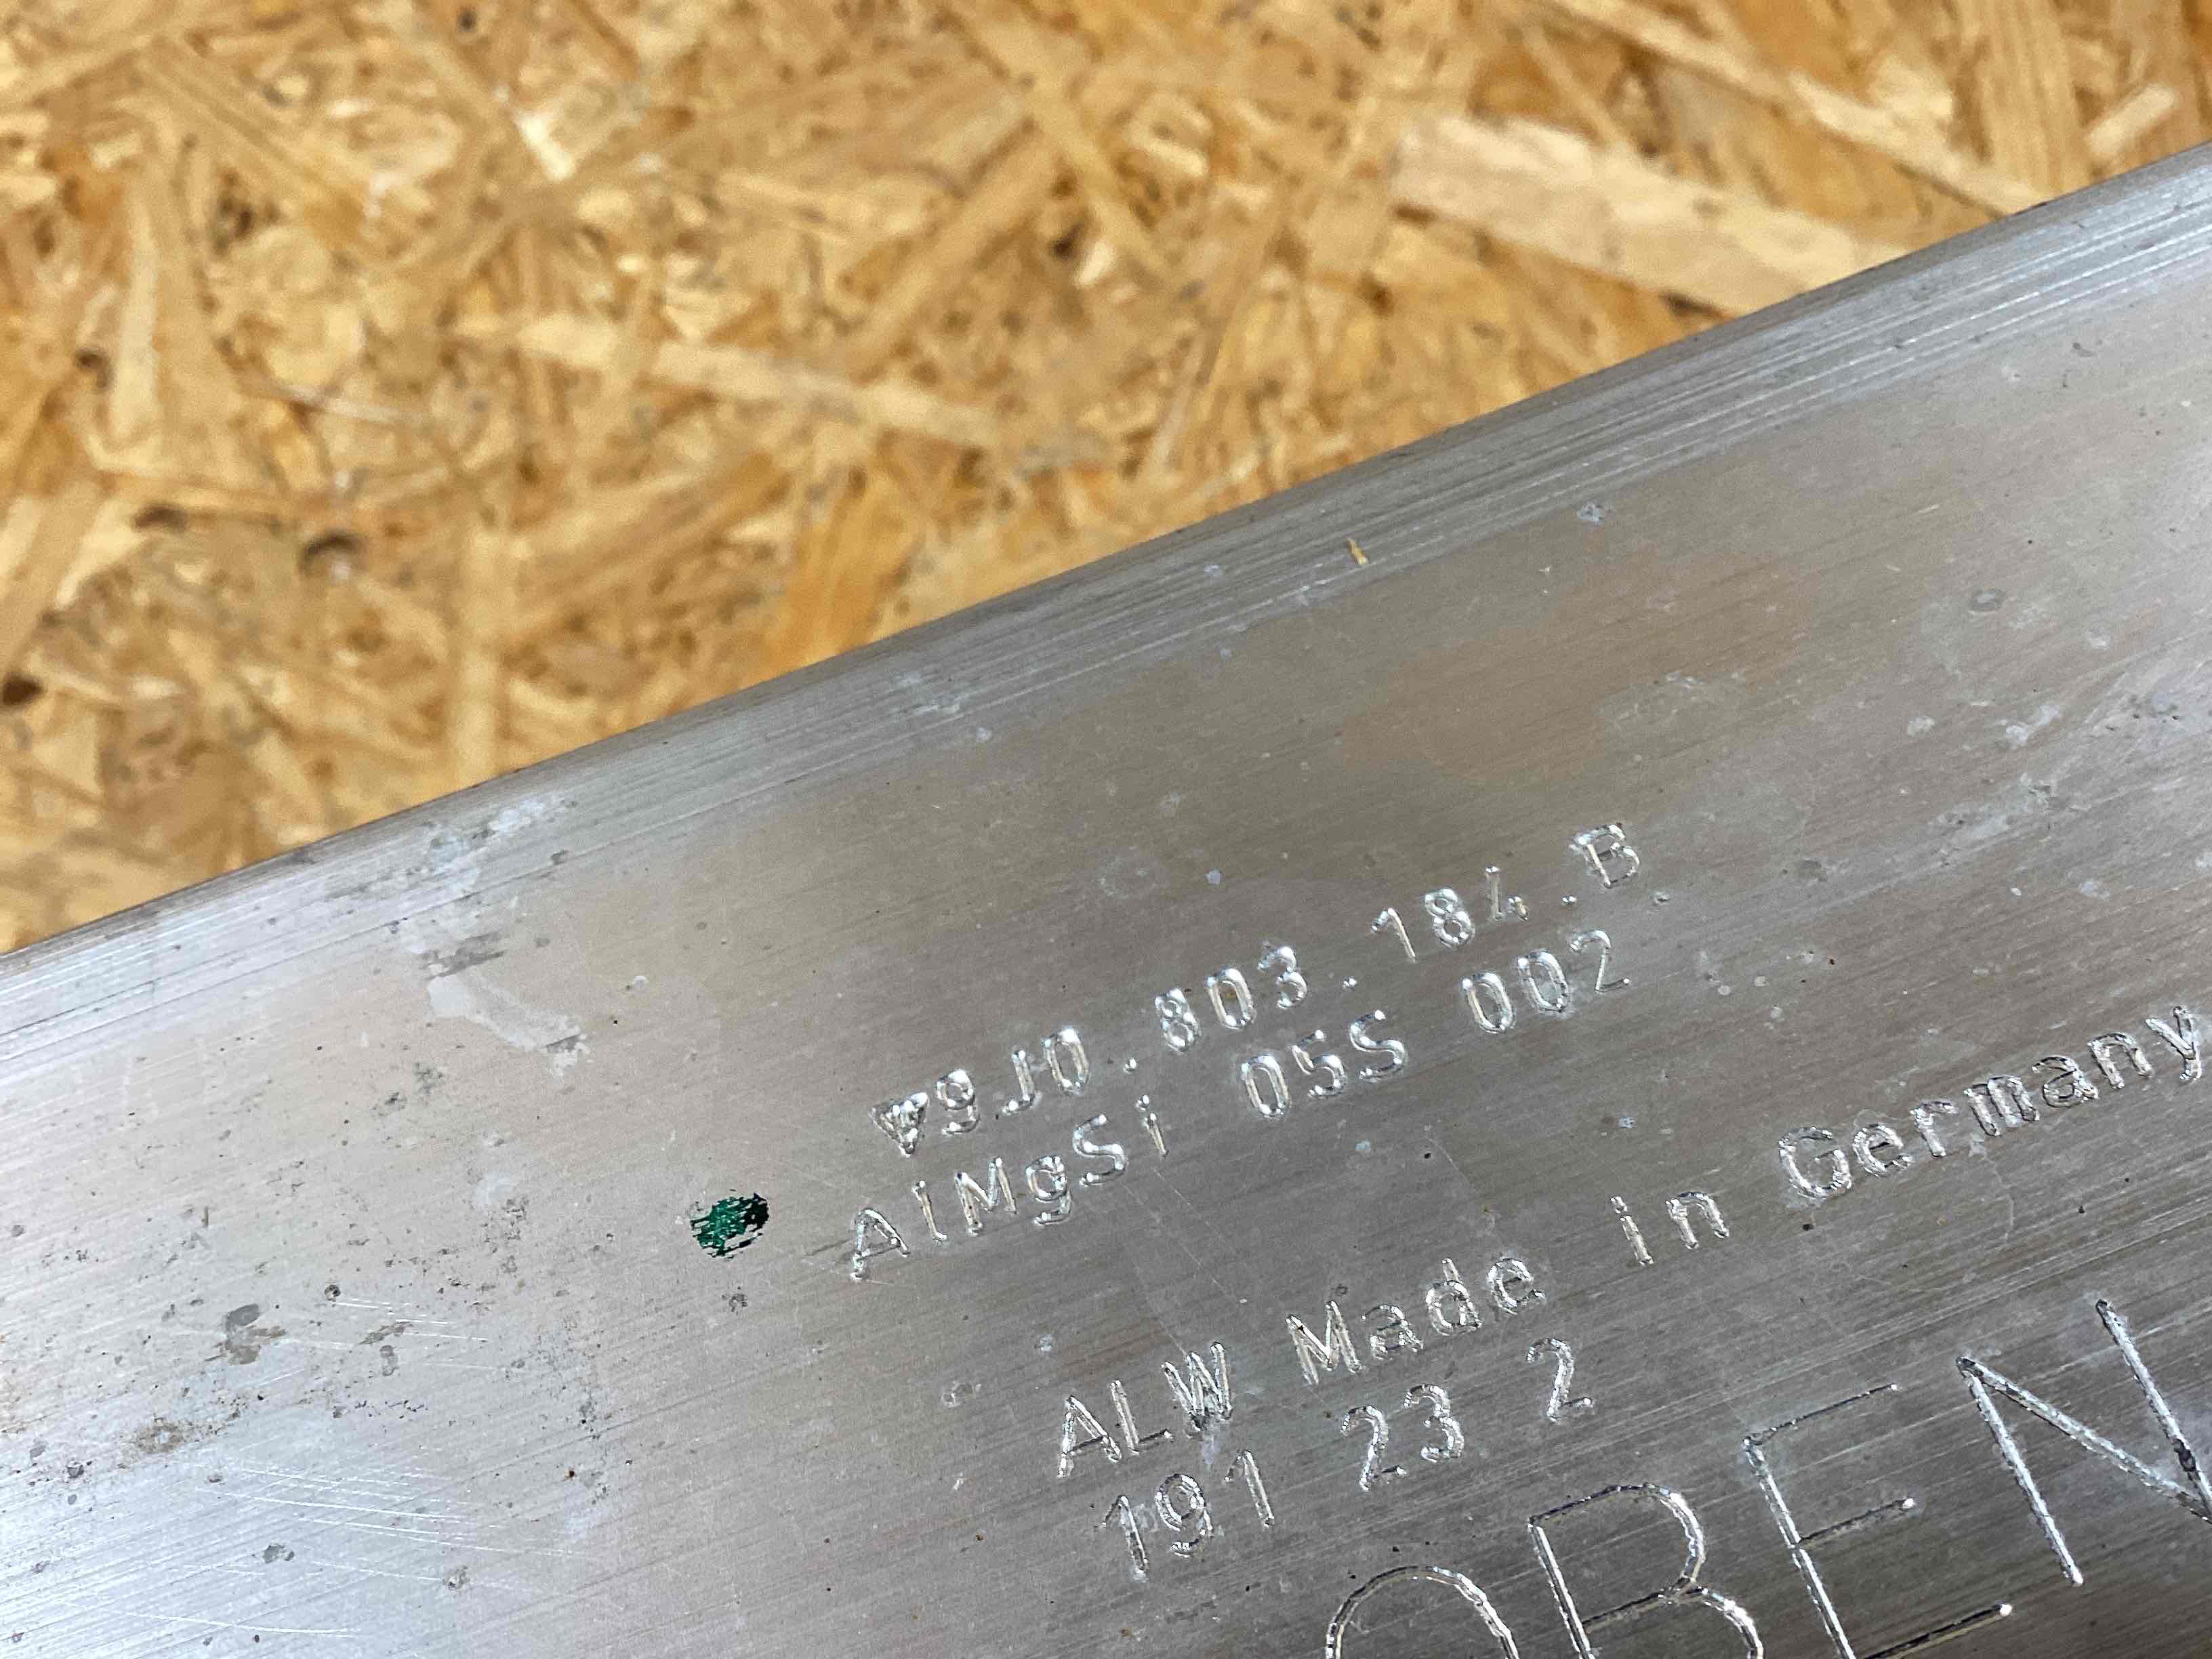 ▽9J0.803.184.B
AlMgSi 05S 002
ALW Made in Germany
191 23 2
OBEN